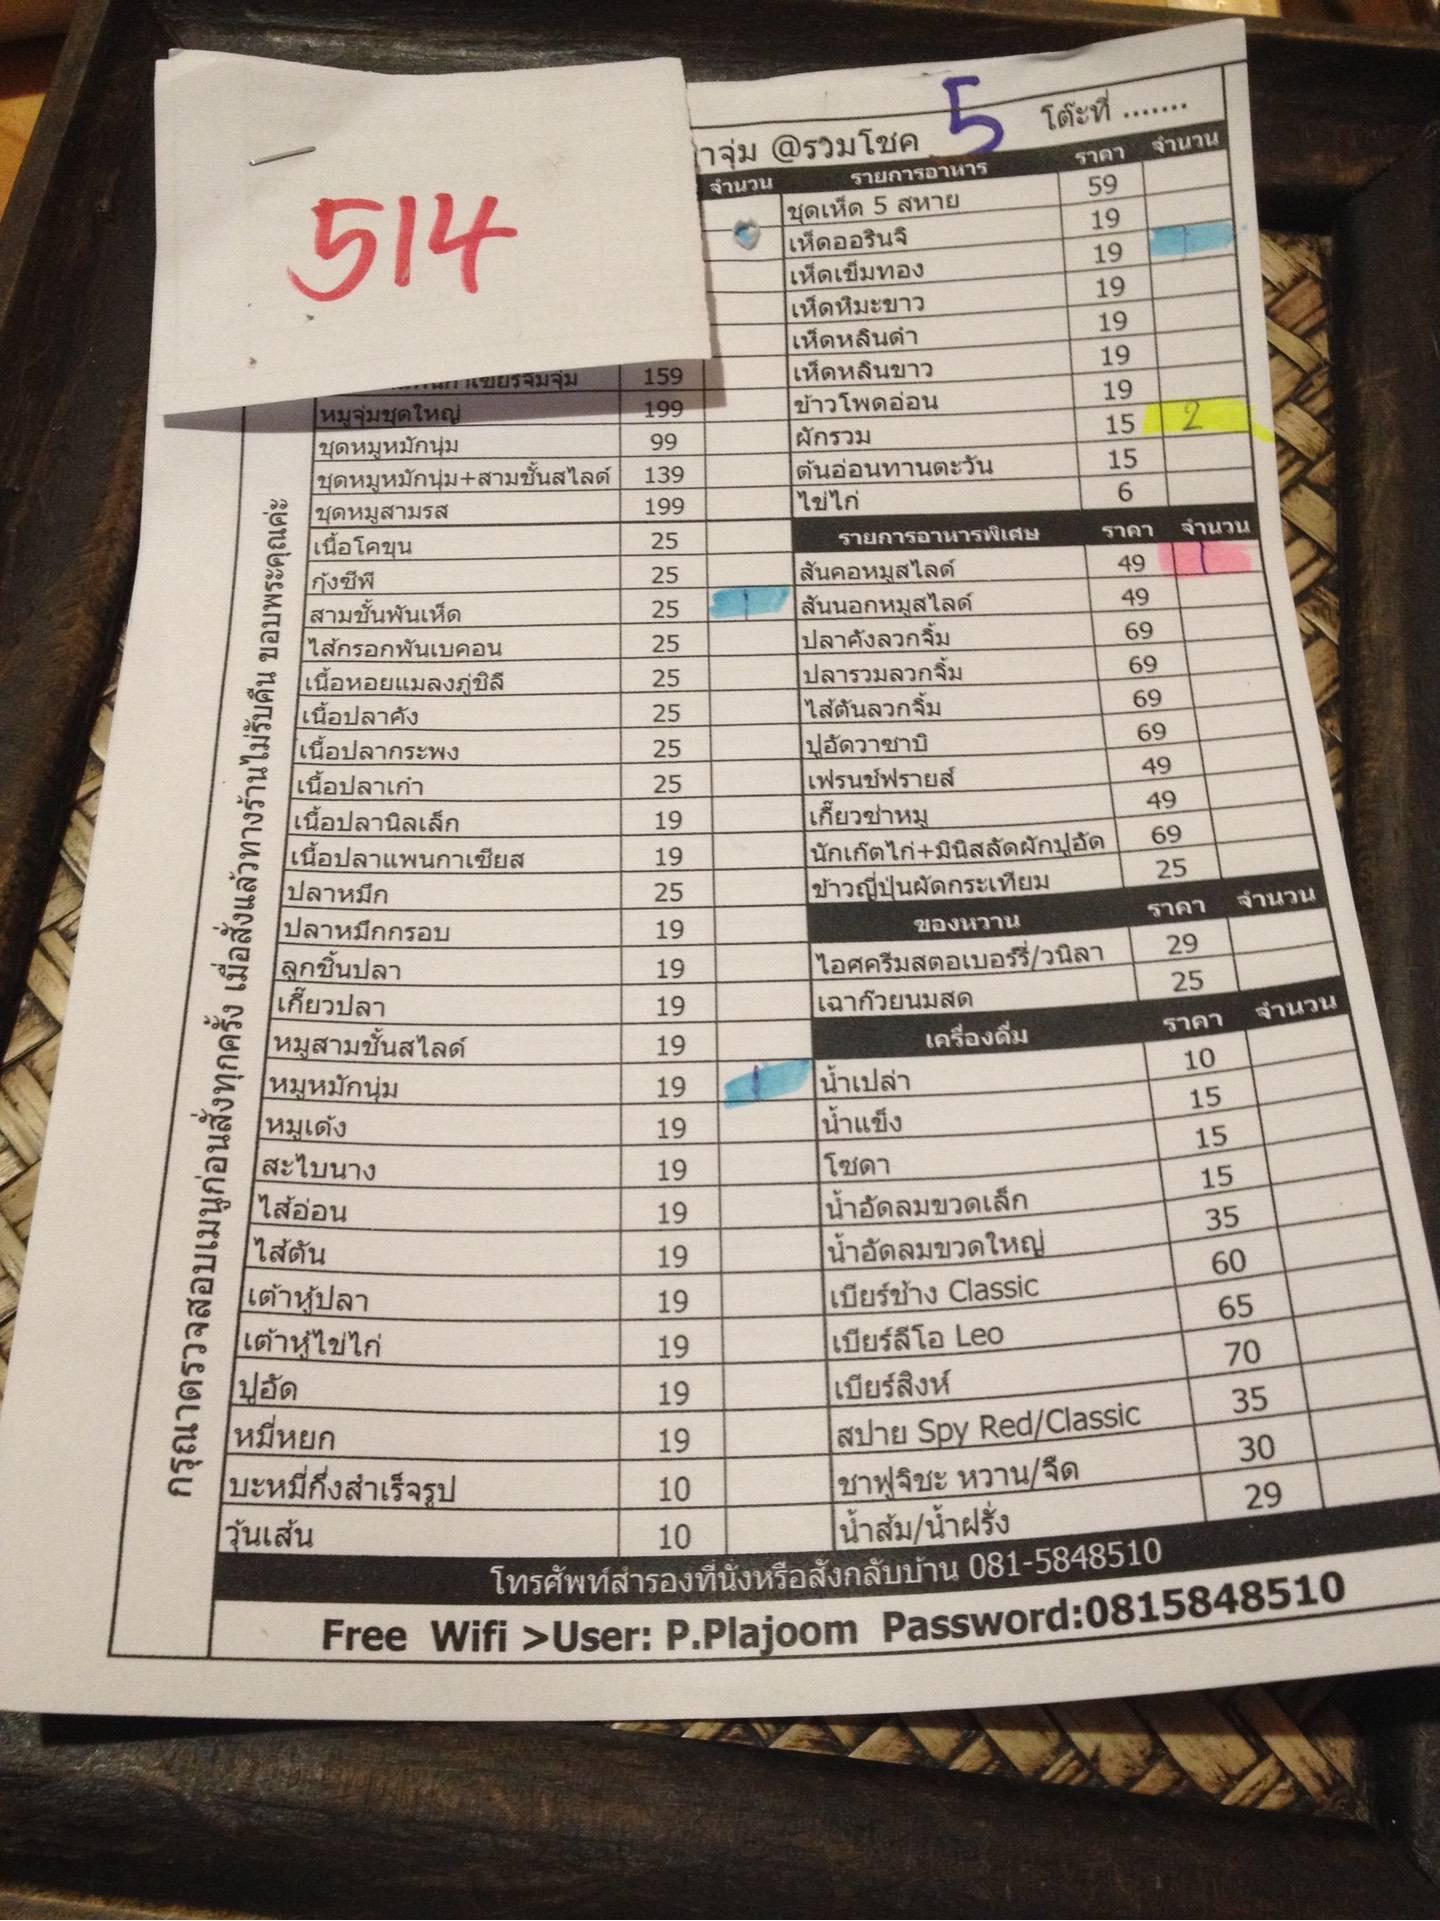 514
าจุ่ม @รวมโชค 5 โต๊ะที่ .......
จำนวน รายการอาหาร ราคา จำนวน
ชุดเห็ด 5 สหาย 59
เห็ดออรินจิ 19
เห็ดเข็มทอง 19 1
เห็ดหิมะขาว 19
เห็ดหลินดำ 19
เห็ดหลินขาว 19
ข้าวโพดอ่อน 19
ผักรวม 15 2
ต้นอ่อนทานตะวัน 15
ไข่ไก่ 6
รายการอาหารพิเศษ ราคา จำนวน
สันคอหมูสไลด์ 49 1
สันนอกหมูสไลด์ 49
ปลาคังลวกจิ้ม 69
ปลารวมลวกจิ้ม 69
ไส้ตันลวกจิ้ม 69
ปูอัดวาซาบิ 69
เฟรนช์ฟรายส์ 49
เกี๊ยวซ่าหมู 49
นักเก๊ตไก่+มินิสลัดผักปูอัด 69
ข้าวญี่ปุ่นผัดกระเทียม 25
ของหวาน ราคา จำนวน
ไอศครีมสตอเบอร์รี่/วนิลา 29
เฉาก๊วยนมสด 25
เครื่องดื่ม ราคา จำนวน
น้ำเปล่า 10
น้ำแข็ง 15
โซดา 15
น้ำอัดลมขวดเล็ก 15
น้ำอัดลมขวดใหญ่ 35
เบียร์ช้าง Classic 60
เบียร์ลีโอ Leo 65
เบียร์สิงห์ 70
สปาย Spy Red/Classic 35
ชาฟูจิชะ หวาน/จืด 30
น้ำส้ม/น้ำฝรั่ง 29
159
หมูจุ่มชุดใหญ่ 199
ชุดหมูหมักนุ่ม 99
ชุดหมูหมักนุ่ม+สามชั้นสไลด์ 139
ชุดหมูสามรส 199
เนื้อโคขุน 25
กุ้งซีพี 25
สามชั้นพันเห็ด 25 1
ไส้กรอกพันเบคอน 25
เนื้อหอยแมลงภู่ชิลี 25
เนื้อปลาคัง 25
เนื้อปลากระพง 25
เนื้อปลาเก๋า 25
เนื้อปลานิลเล็ก 19
เนื้อปลาแพนกาเซียส 19
ปลาหมึก 25
ปลาหมึกกรอบ 19
ลูกชิ้นปลา 19
เกี๊ยวปลา 19
หมูสามชั้นสไลด์ 19
หมูหมักนุ่ม 19 1
หมูเด้ง 19
สะไบนาง 19
ไส้อ่อน 19
ไส้ตัน 19
เต้าหู้ปลา 19
เต้าหู้ไข่ไก่ 19
ปูอัด 19
หมี่หยก 19
บะหมี่กึ่งสำเร็จรูป 10
วุ้นเส้น 10
กรุณาตรวจสอบเมนูก่อนสั่งทุกครั้ง เมื่อสั่งแล้วทางร้านไม่รับคืน ขอบพระคุณค่ะ
โทรศัพท์สำรองที่นั่งหรือสั่งกลับบ้าน 081-5848510
Free Wifi >User: P.Plajoom Password:0815848510